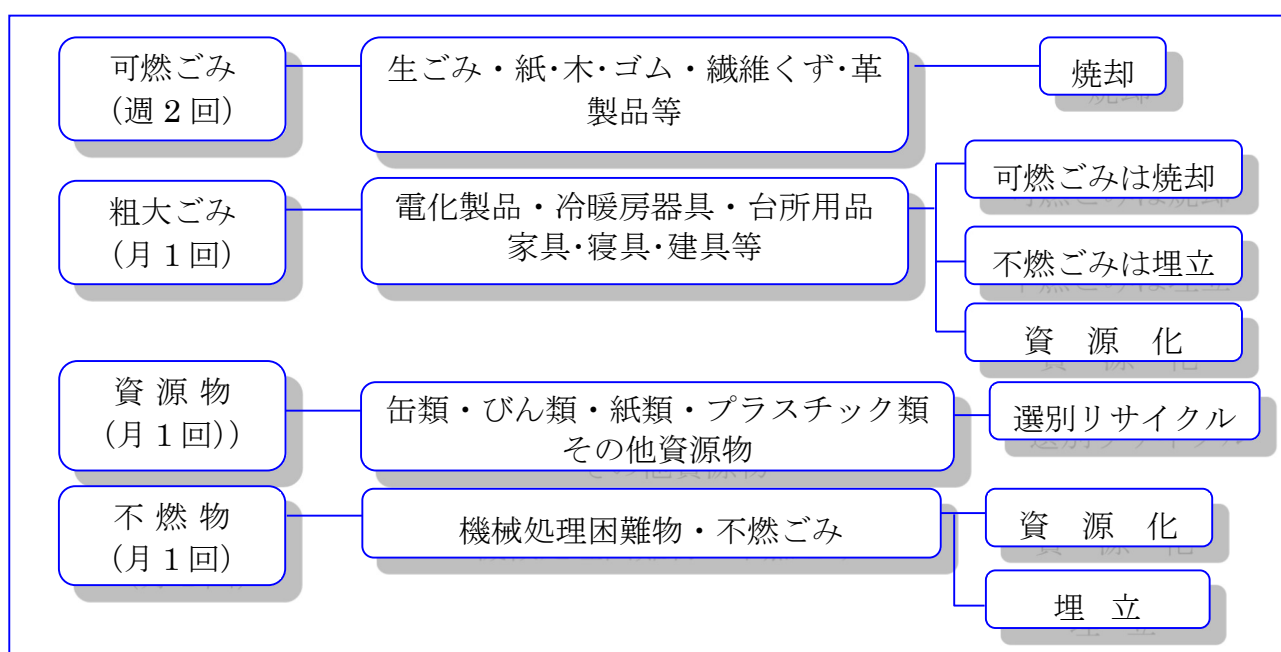 可燃ごみ
(週2回)
生ごみ・紙・木・ゴム・繊維くず・革
製品等
焼却
粗大ごみ
(月1回)
電化製品・冷暖房器具・台所用品
家具・寝具・建具等
可燃ごみは焼却
不燃ごみは埋立
資 源 化
資 源 物
(月1回))
缶類・びん類・紙類・プラスチック類
その他資源物
選別リサイクル
不 燃 物
(月1回)
機械処理困難物・不燃ごみ
資 源 化
埋 立